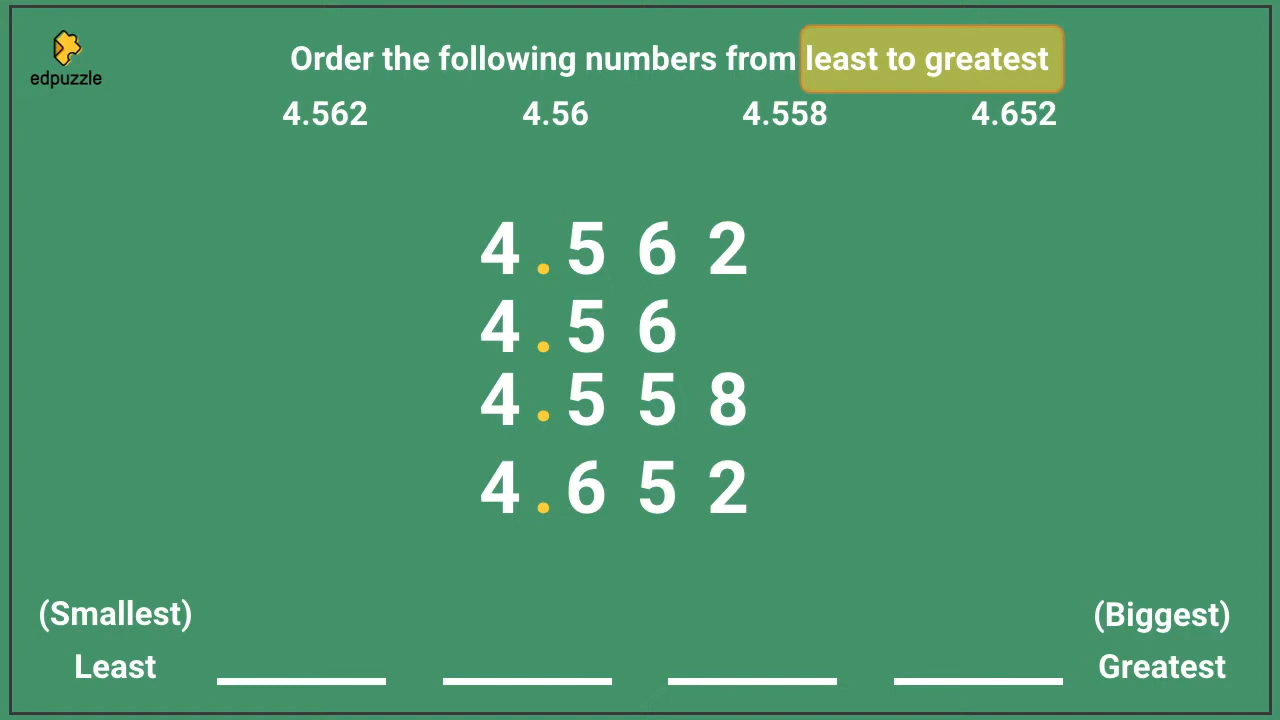 edpuzzle
Order the following numbers from least to greatest
4.562 4.56 4.558 4.652
4.562
4.56
4.558
4.652
(Smallest) (Biggest)
Least Greatest